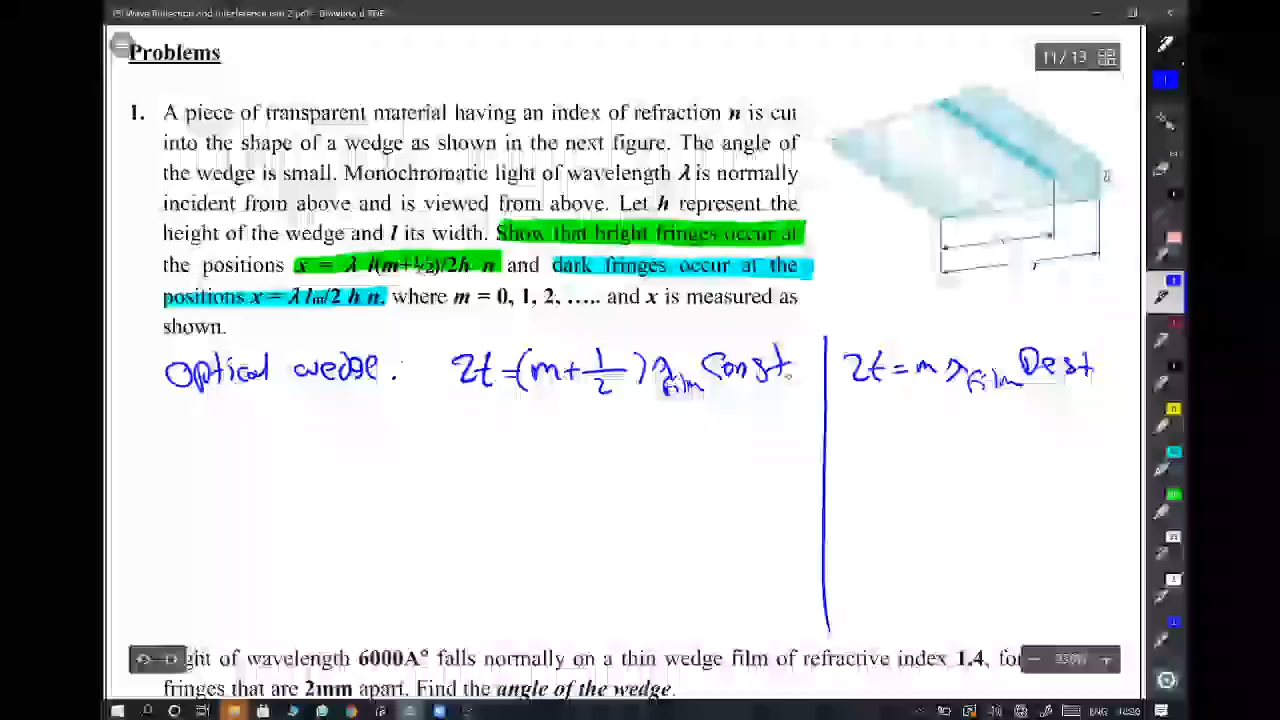 Problems
11 / 13
1. A piece of transparent material having an index of refraction n is cut
into the shape of a wedge as shown in the next figure. The angle of
the wedge is small. Monochromatic light of wavelength λ is normally
incident from above and is viewed from above. Let h represent the
height of the wedge and l its width. Show that bright fringes occur at
the positions x = λ l(m+½)/2h n and dark fringes occur at the
positions x = λ l m/2 h n, where m = 0, 1, 2, ….. and x is measured as
shown.
Optical wedge : 2t = (m + 1/2) λfilm Const. 2t = m λfilm Dest
ght of wavelength 6000A° falls normally on a thin wedge film of refractive index 1.4, fo
fringes that are 2mm apart. Find the angle of the wedge.
ENG